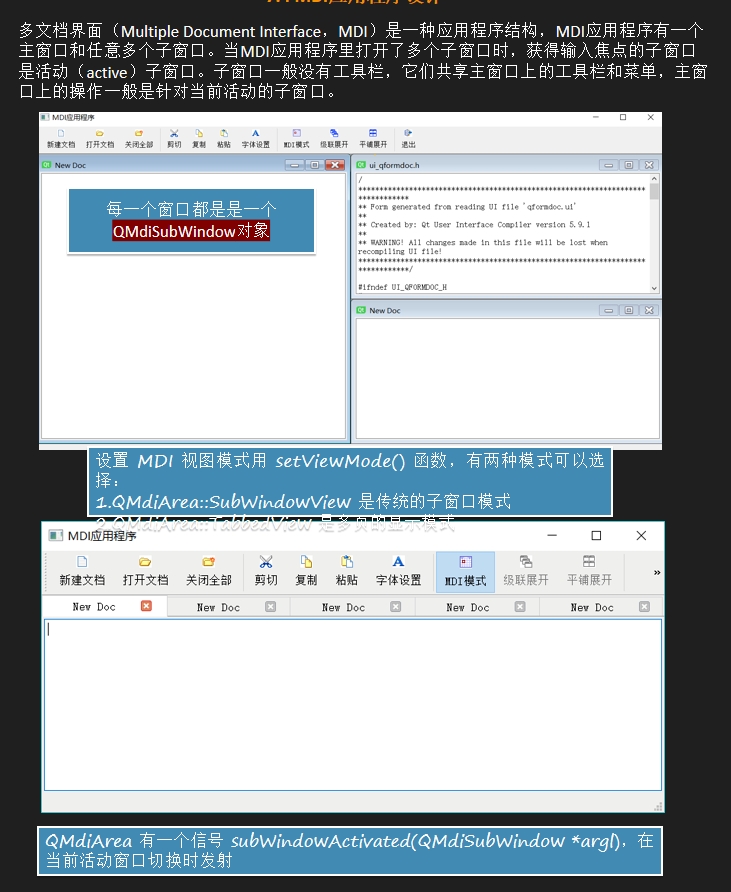 MDI应用程序设计
多文档界面（Multiple Document Interface，MDI）是一种应用程序结构，MDI应用程序有一个
主窗口和任意多个子窗口。当MDI应用程序里打开了多个子窗口时，获得输入焦点的子窗口
是活动（active）子窗口。子窗口一般没有工具栏，它们共享主窗口上的工具栏和菜单，主窗
口上的操作一般是针对当前活动的子窗口。
MDI应用程序
新建文档 打开文档 关闭全部 剪切 复制 粘贴 字体设置 MDI模式 级联展开 平铺展开 退出
New Doc
每一个窗口都是是一个
QMdiSubWindow对象
ui_qformdoc.h
/
********************************************************************
************
** Form generated from reading UI file 'qformdoc.ui'
**
** Created by: Qt User Interface Compiler version 5.9.1
**
** WARNING! All changes made in this file will be lost when
recompiling UI file!
********************************************************************
************/
#ifndef UI_QFORMDOC_H
New Doc
设置 MDI 视图模式用 setViewMode() 函数，有两种模式可以选
择：
1.QMdiArea::SubWindowView 是传统的子窗口模式
2.QMdiArea::TabbedView 是多页的显示模式
MDI应用程序
新建文档 打开文档 关闭全部 剪切 复制 粘贴 字体设置 MDI模式 级联展开 平铺展开 »
New Doc New Doc New Doc New Doc New Doc
QMdiArea 有一个信号 subWindowActivated(QMdiSubWindow *argl)，在
当前活动窗口切换时发射